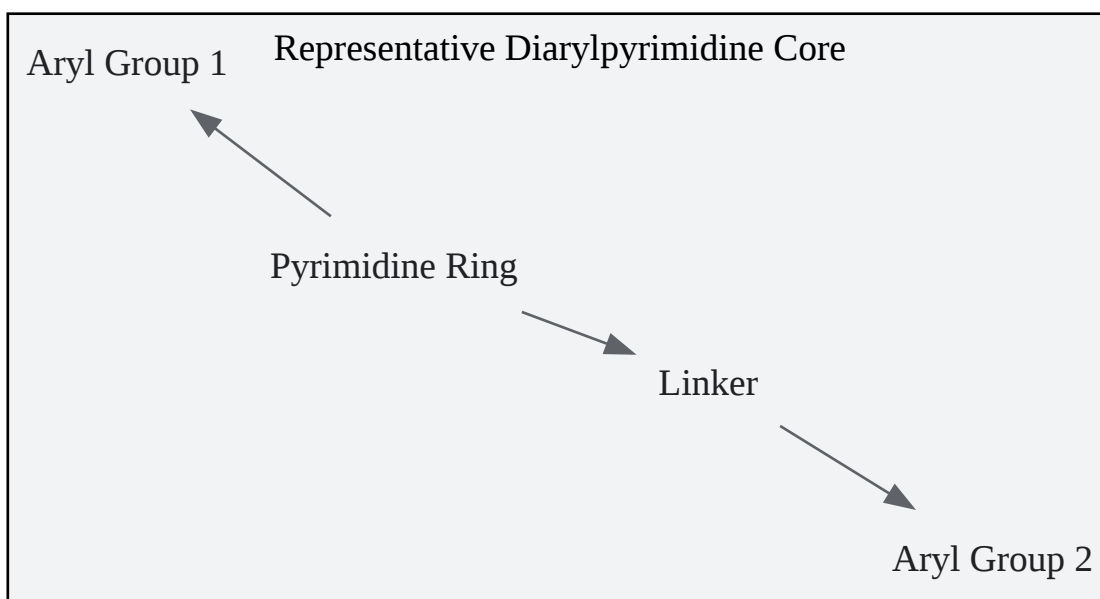 Representative Diarylpyrimidine Core
Aryl Group 1
Pyrimidine Ring
Linker
Aryl Group 2